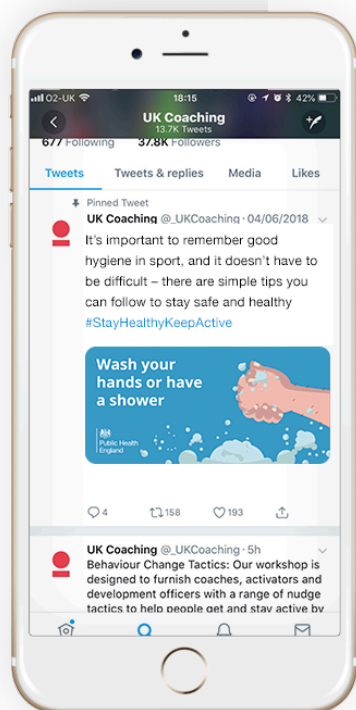 O2-UK 18:15 42%
UK Coaching
13.7K Tweets
677 Following 37.8K Followers
Tweets Tweets & replies Media Likes
Pinned Tweet
UK Coaching @_UKCoaching · 04/06/2018
It's important to remember good
hygiene in sport, and it doesn't have to
be difficult – there are simple tips you
can follow to stay safe and healthy
#StayHealthyKeepActive
Wash your
hands or have
a shower
Public Health
England
4 158 193
UK Coaching @_UKCoaching · 5h
Behaviour Change Tactics: Our workshop is
designed to furnish coaches, activators and
development officers with a range of nudge
tactics to help people get and stay active by